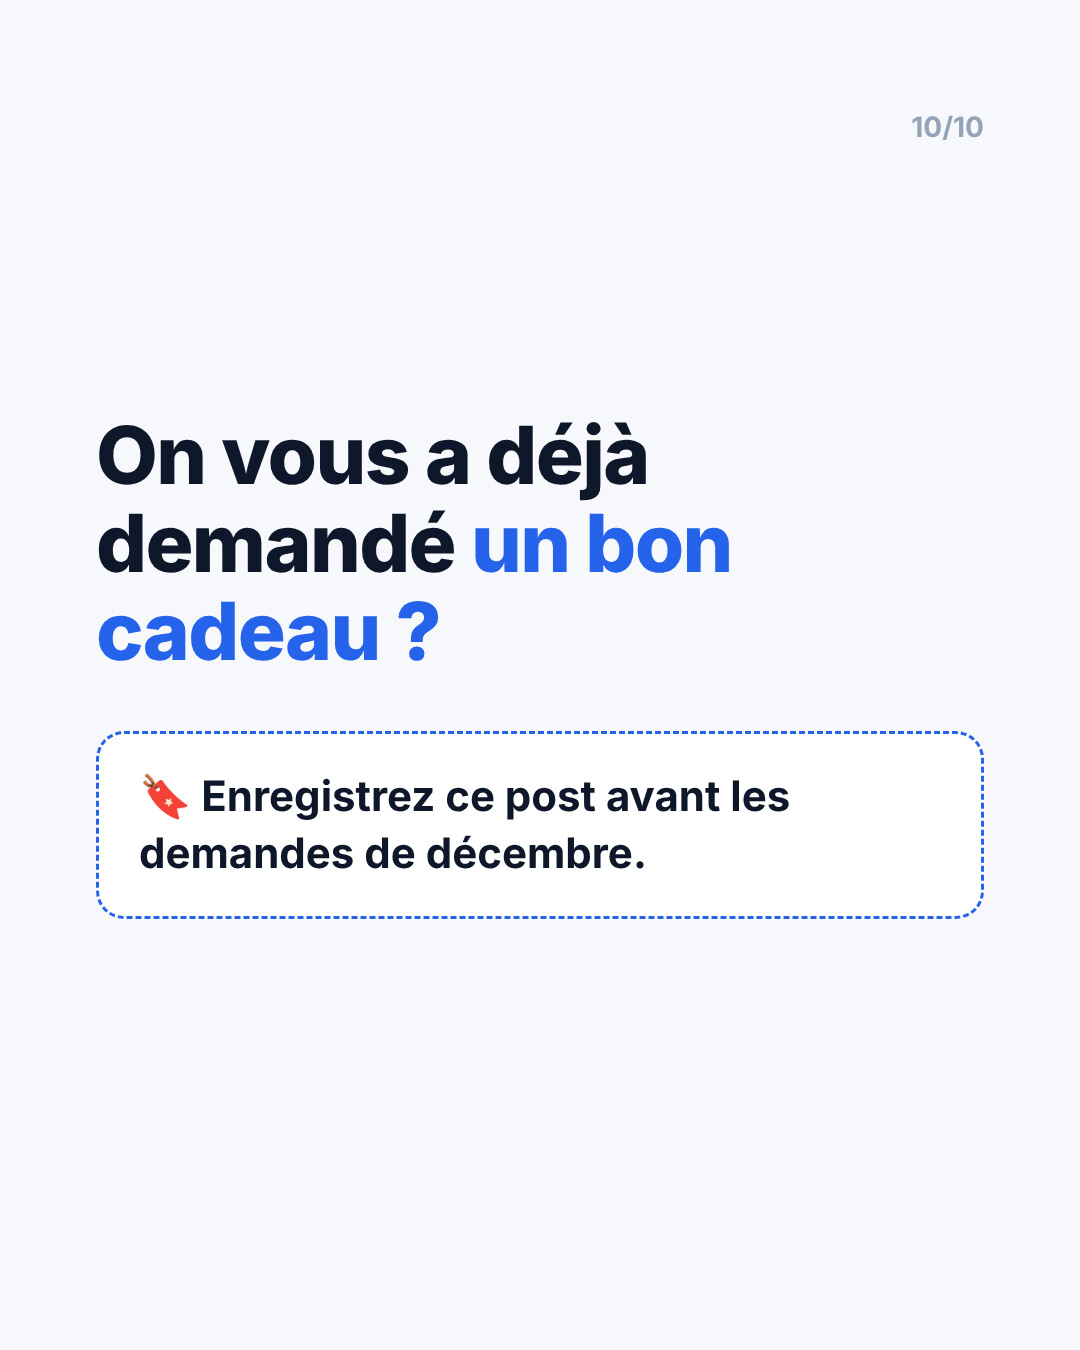 10/10
On vous a déjà
demandé un bon
cadeau ?
🔖 Enregistrez ce post avant les
demandes de décembre.